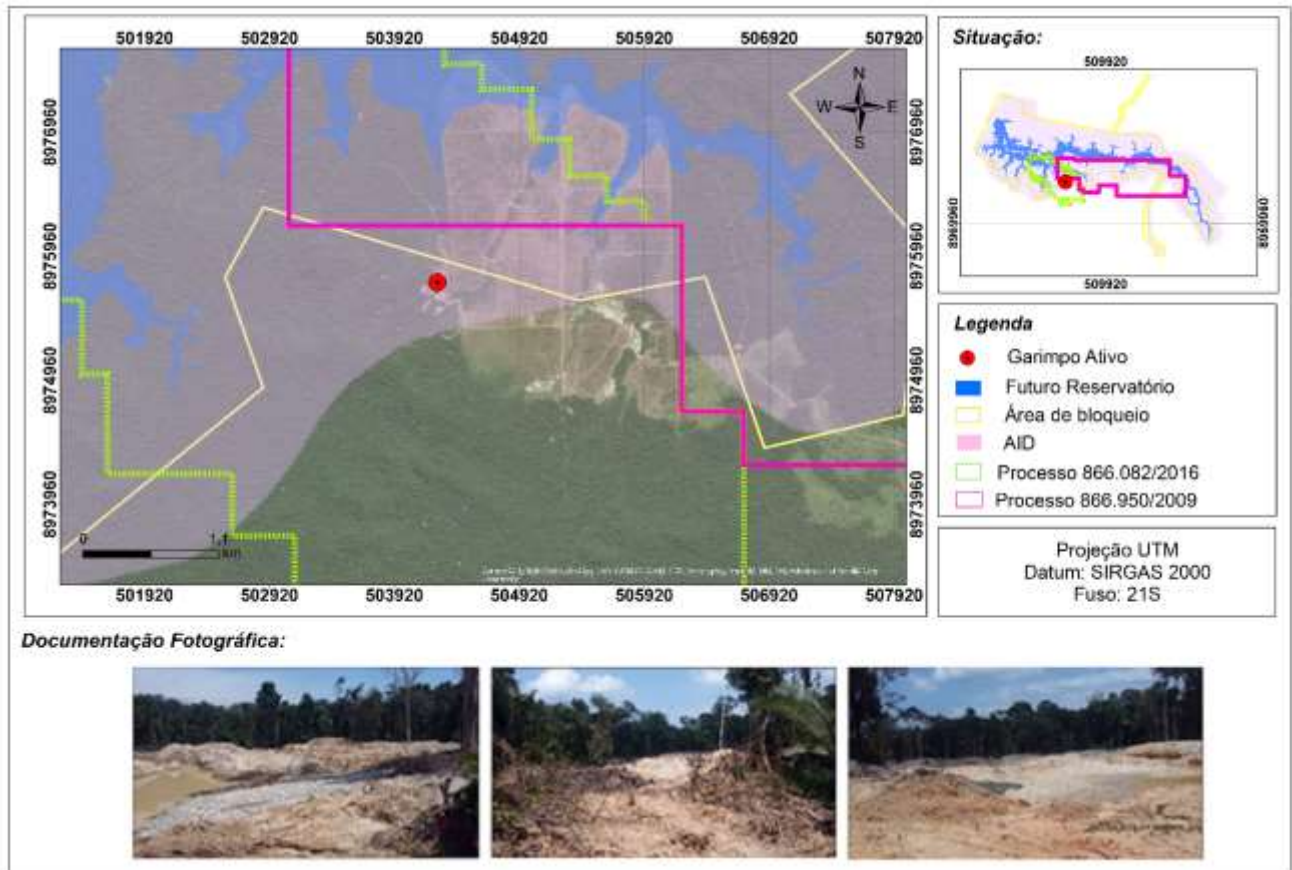 501920 502920 503920 504920 505920 506920 507920
8976960
8975960
8974960
8973960
N
W E
S
8976960
8975960
8974960
8973960
0 1,1
km
501920 502920 503920 504920 505920 506920 507920
Situação:
509920
8969960
8969960
509920
Legenda
Garimpo Ativo
Futuro Reservatório
Área de bloqueio
AID
Processo 866.082/2016
Processo 866.950/2009
Projeção UTM
Datum: SIRGAS 2000
Fuso: 21S
Documentação Fotográfica: